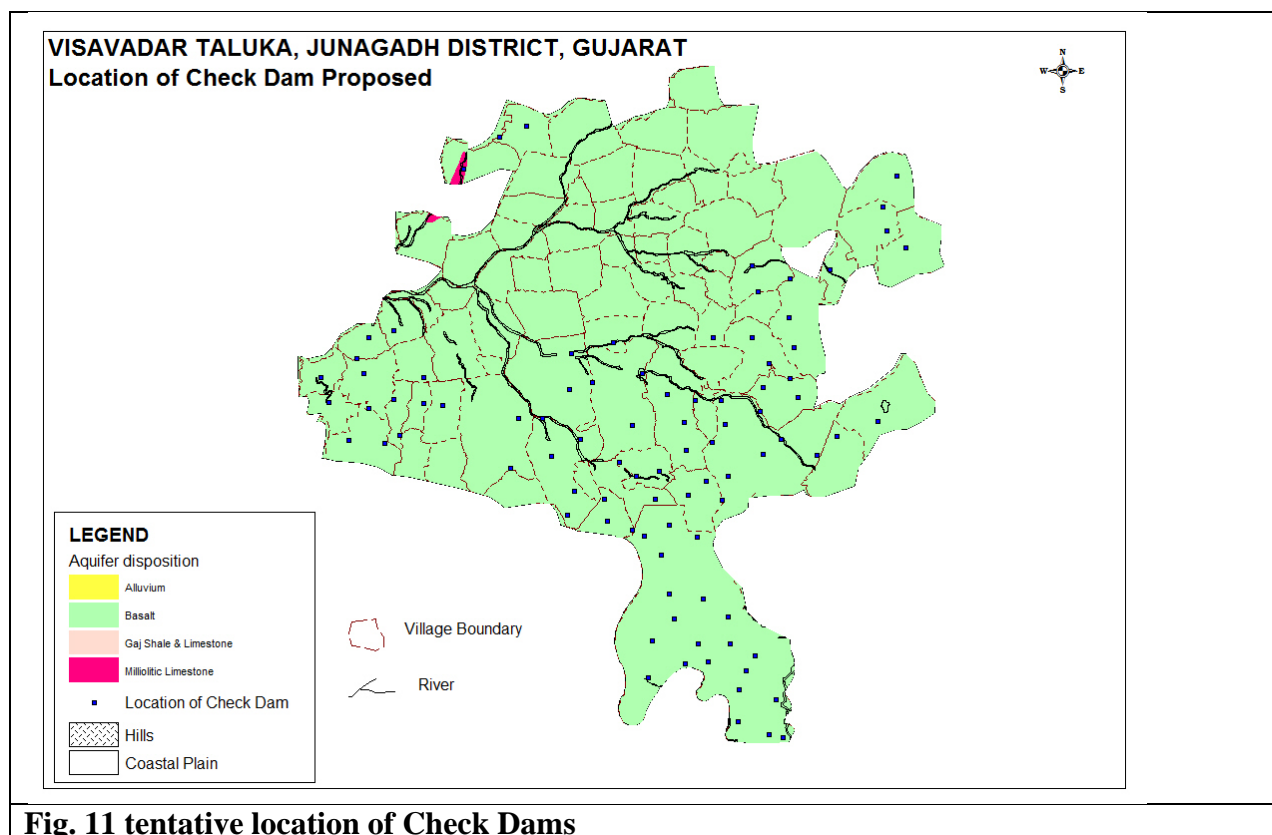 VISAVADAR TALUKA, JUNAGADH DISTRICT, GUJARAT
Location of Check Dam Proposed
N
W E
S
LEGEND
Aquifer disposition
Alluvium
Basalt
Gaj Shale & Limestone
Milliolitic Limestone
Location of Check Dam
Hills
Coastal Plain
Village Boundary
River
Fig. 11 tentative location of Check Dams